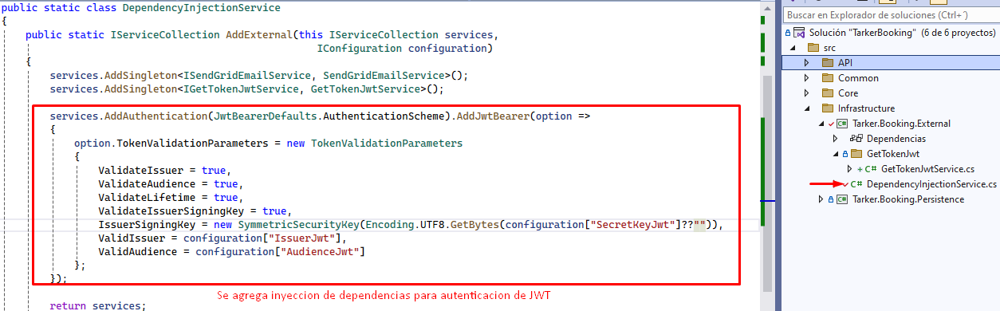 public static class DependencyInjectionService
{
public static IServiceCollection AddExternal(this IServiceCollection services,
IConfiguration configuration)
{
services.AddSingleton<ISendGridEmailService, SendGridEmailService>();
services.AddSingleton<IGetTokenJwtService, GetTokenJwtService>();
services.AddAuthentication(JwtBearerDefaults.AuthenticationScheme).AddJwtBearer(option =>
{
option.TokenValidationParameters = new TokenValidationParameters
{
ValidateIssuer = true,
ValidateAudience = true,
ValidateLifetime = true,
ValidateIssuerSigningKey = true,
IssuerSigningKey = new SymmetricSecurityKey(Encoding.UTF8.GetBytes(configuration["SecretKeyJwt"]??"")),
ValidIssuer = configuration["IssuerJwt"],
ValidAudience = configuration["AudienceJwt"]
};
});
Se agrega inyeccion de dependencias para autenticacion de JWT
return services;
Buscar en Explorador de soluciones (Ctrl+´)
Solución "TarkerBooking" (6 de 6 proyectos)
src
API
Common
Core
Infrastructure
C# Tarker.Booking.External
Dependencias
GetTokenJwt
+ C# GetTokenJwtService.cs
C# DependencyInjectionService.cs
C# Tarker.Booking.Persistence